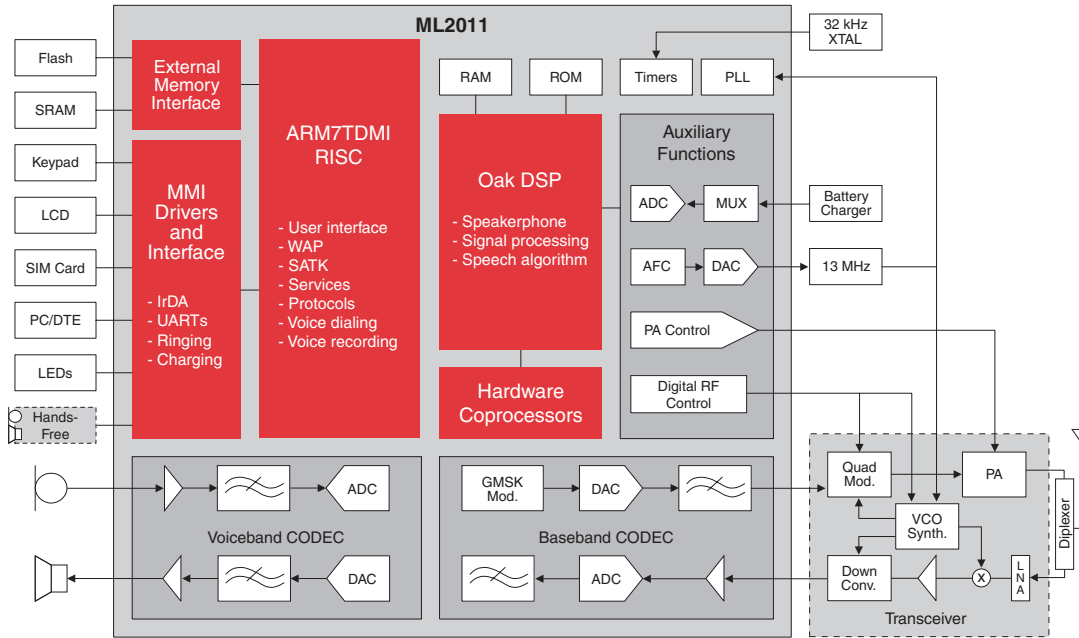 ML2011
32 kHz
XTAL
Flash
SRAM
Keypad
LCD
SIM Card
PC/DTE
LEDs
Hands-
Free
External
Memory
Interface
MMI
Drivers
and
Interface
- IrDA
- UARTs
- Ringing
- Charging
ARM7TDMI
RISC
- User interface
- WAP
- SATK
- Services
- Protocols
- Voice dialing
- Voice recording
RAM
ROM
Timers
PLL
Oak DSP
- Speakerphone
- Signal processing
- Speech algorithm
Hardware
Coprocessors
Auxiliary
Functions
ADC
MUX
Battery
Charger
AFC
DAC
13 MHz
PA Control
Digital RF
Control
ADC
Voiceband CODEC
DAC
GMSK
Mod.
DAC
Baseband CODEC
ADC
Quad
Mod.
PA
VCO
Synth.
Down
Conv.
X
L
N
A
Transceiver
Diplexer